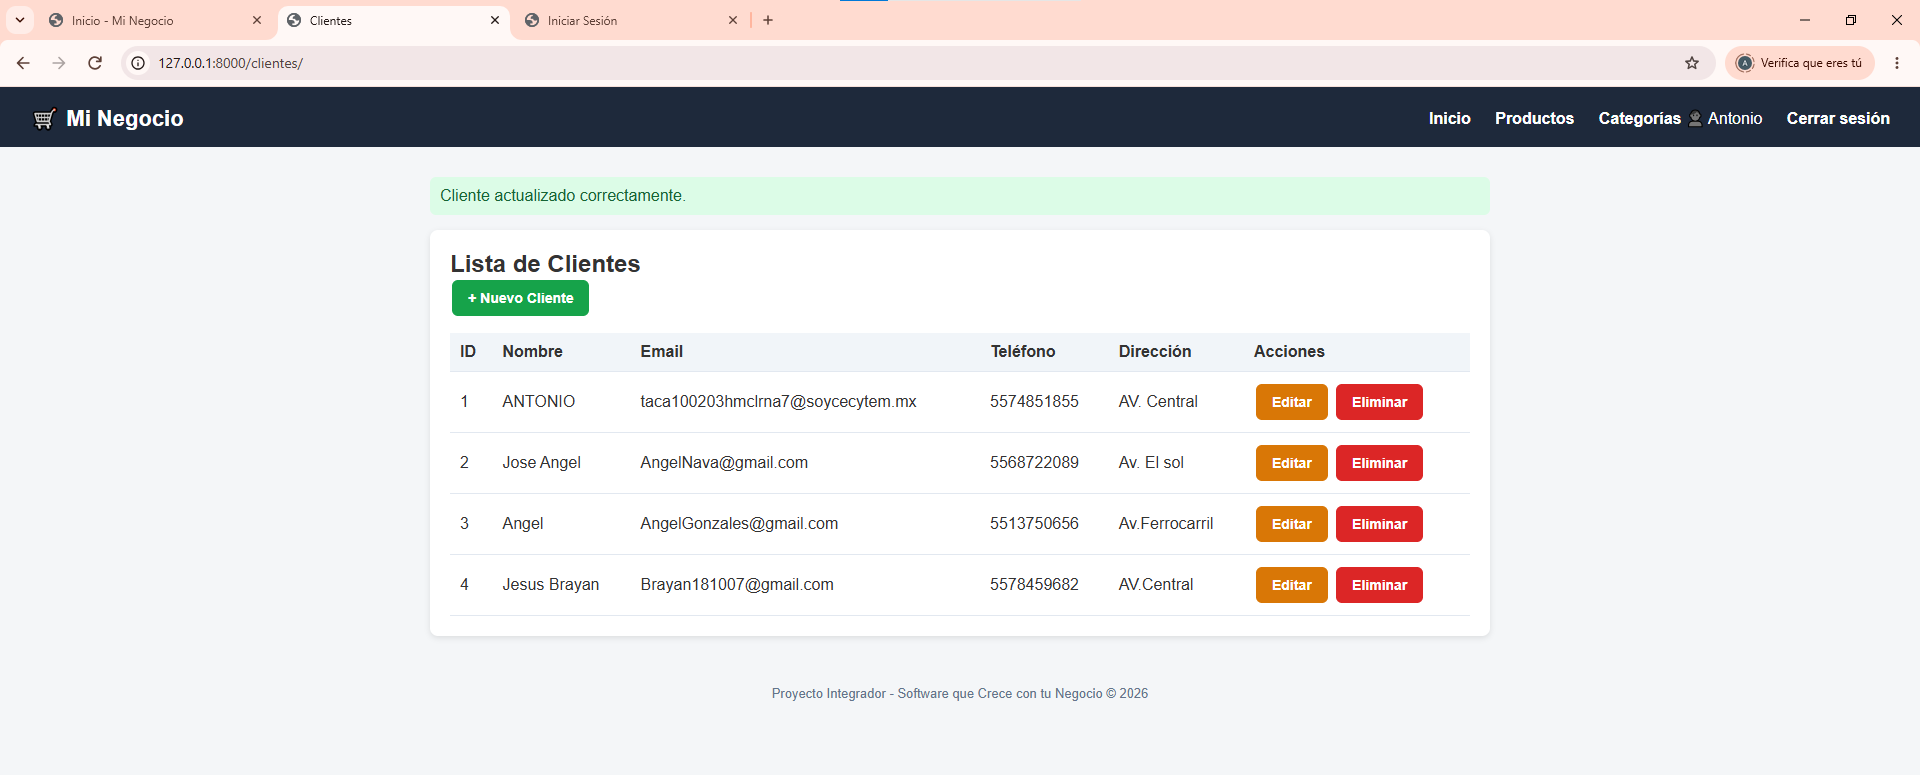 Inicio - Mi Negocio
Clientes
Iniciar Sesión
127.0.0.1:8000/clientes/
A
Verifica que eres tú
Mi Negocio
Inicio Productos Categorías Antonio Cerrar sesión
Cliente actualizado correctamente.
Lista de Clientes
+ Nuevo Cliente
ID Nombre Email Teléfono Dirección Acciones
1 ANTONIO taca100203hmclrna7@soycecytem.mx 5574851855 AV. Central Editar Eliminar
2 Jose Angel AngelNava@gmail.com 5568722089 Av. El sol Editar Eliminar
3 Angel AngelGonzales@gmail.com 5513750656 Av.Ferrocarril Editar Eliminar
4 Jesus Brayan Brayan181007@gmail.com 5578459682 AV.Central Editar Eliminar
Proyecto Integrador - Software que Crece con tu Negocio © 2026